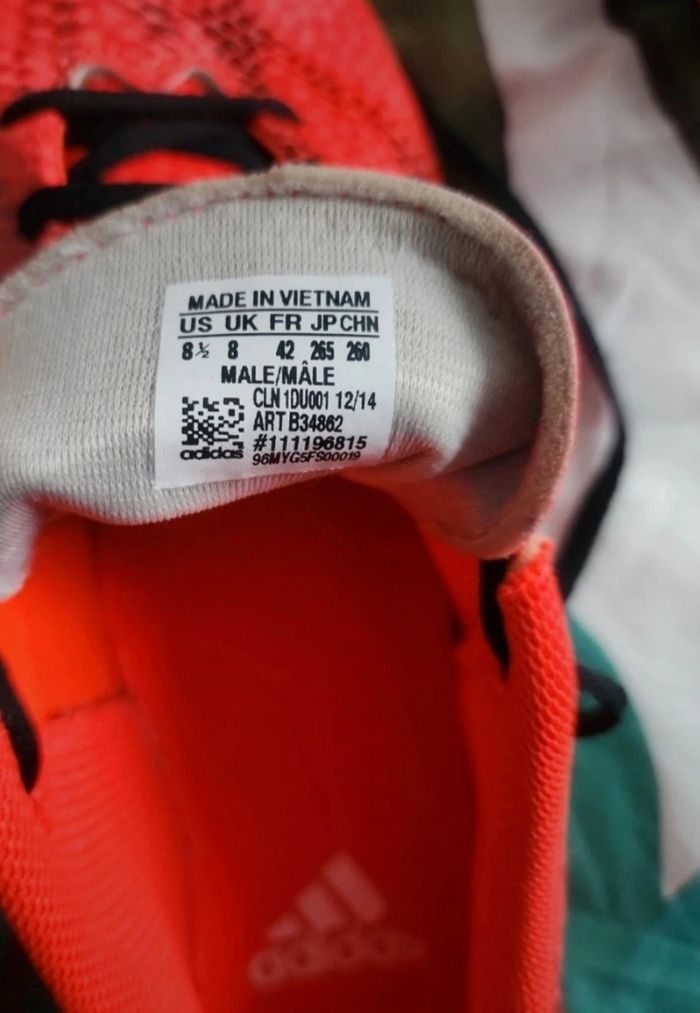 MADE IN VIETNAM
US UK FR JP CHN
8½ 8 42 265 260
MALE/MÂLE
CLN 1DU001 12/14
ART B34862
#111196815
adidas 96MYG5FS00019
adidas